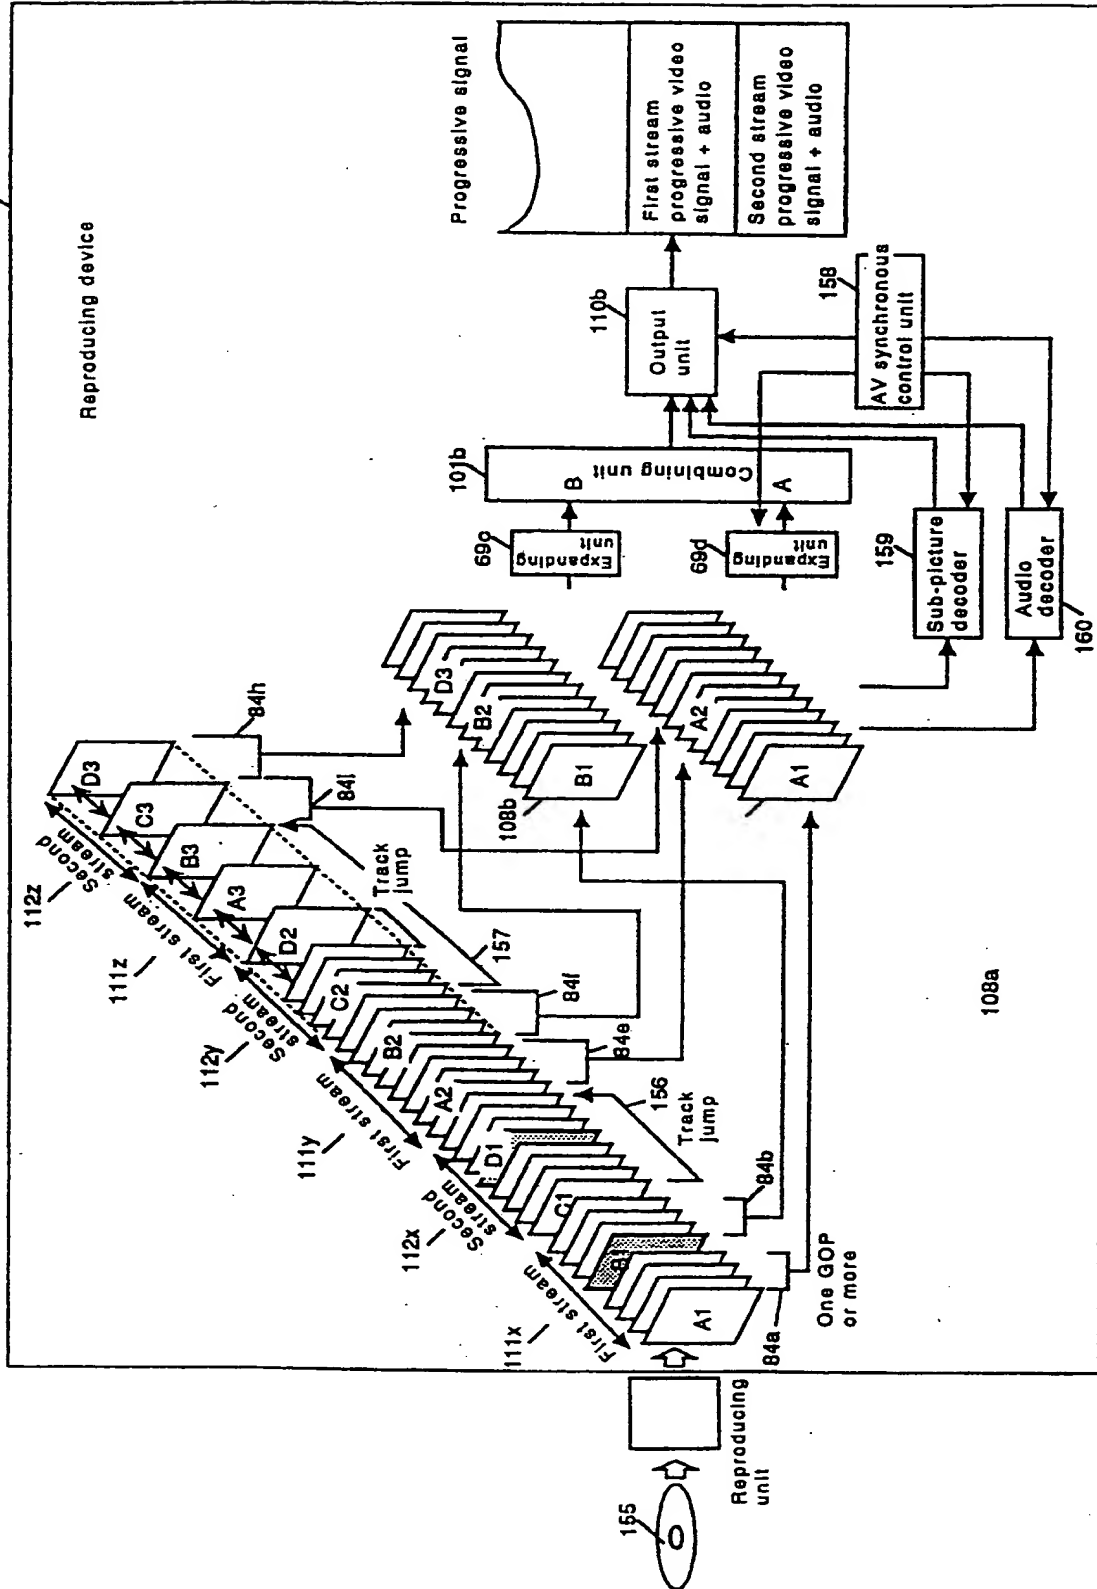 Reproducing device
Progressive signal
First stream
progressive video
signal + audio
Second stream
progressive video
signal + audio
110b
Output
unit
158
AV synchronous
control unit
101b
Combining unit
B
A
69c
Expanding
unit
69d
Expanding
unit
159
Sub-picture
decoder
Audio
decoder
160
84h
84i
D3
C3
B3
A3
D2
C2
B2
A2
D1
C1
B1
A1
112z
Second
stream
111z
First stream
112y
Second
stream
111y
First stream
112x
Second
stream
111x
First stream
Track
jump
157
84f
84e
156
Track
jump
84b
84a
One GOP
or more
D3
B2
B1
108b
A2
A1
108a
Reproducing
unit
155